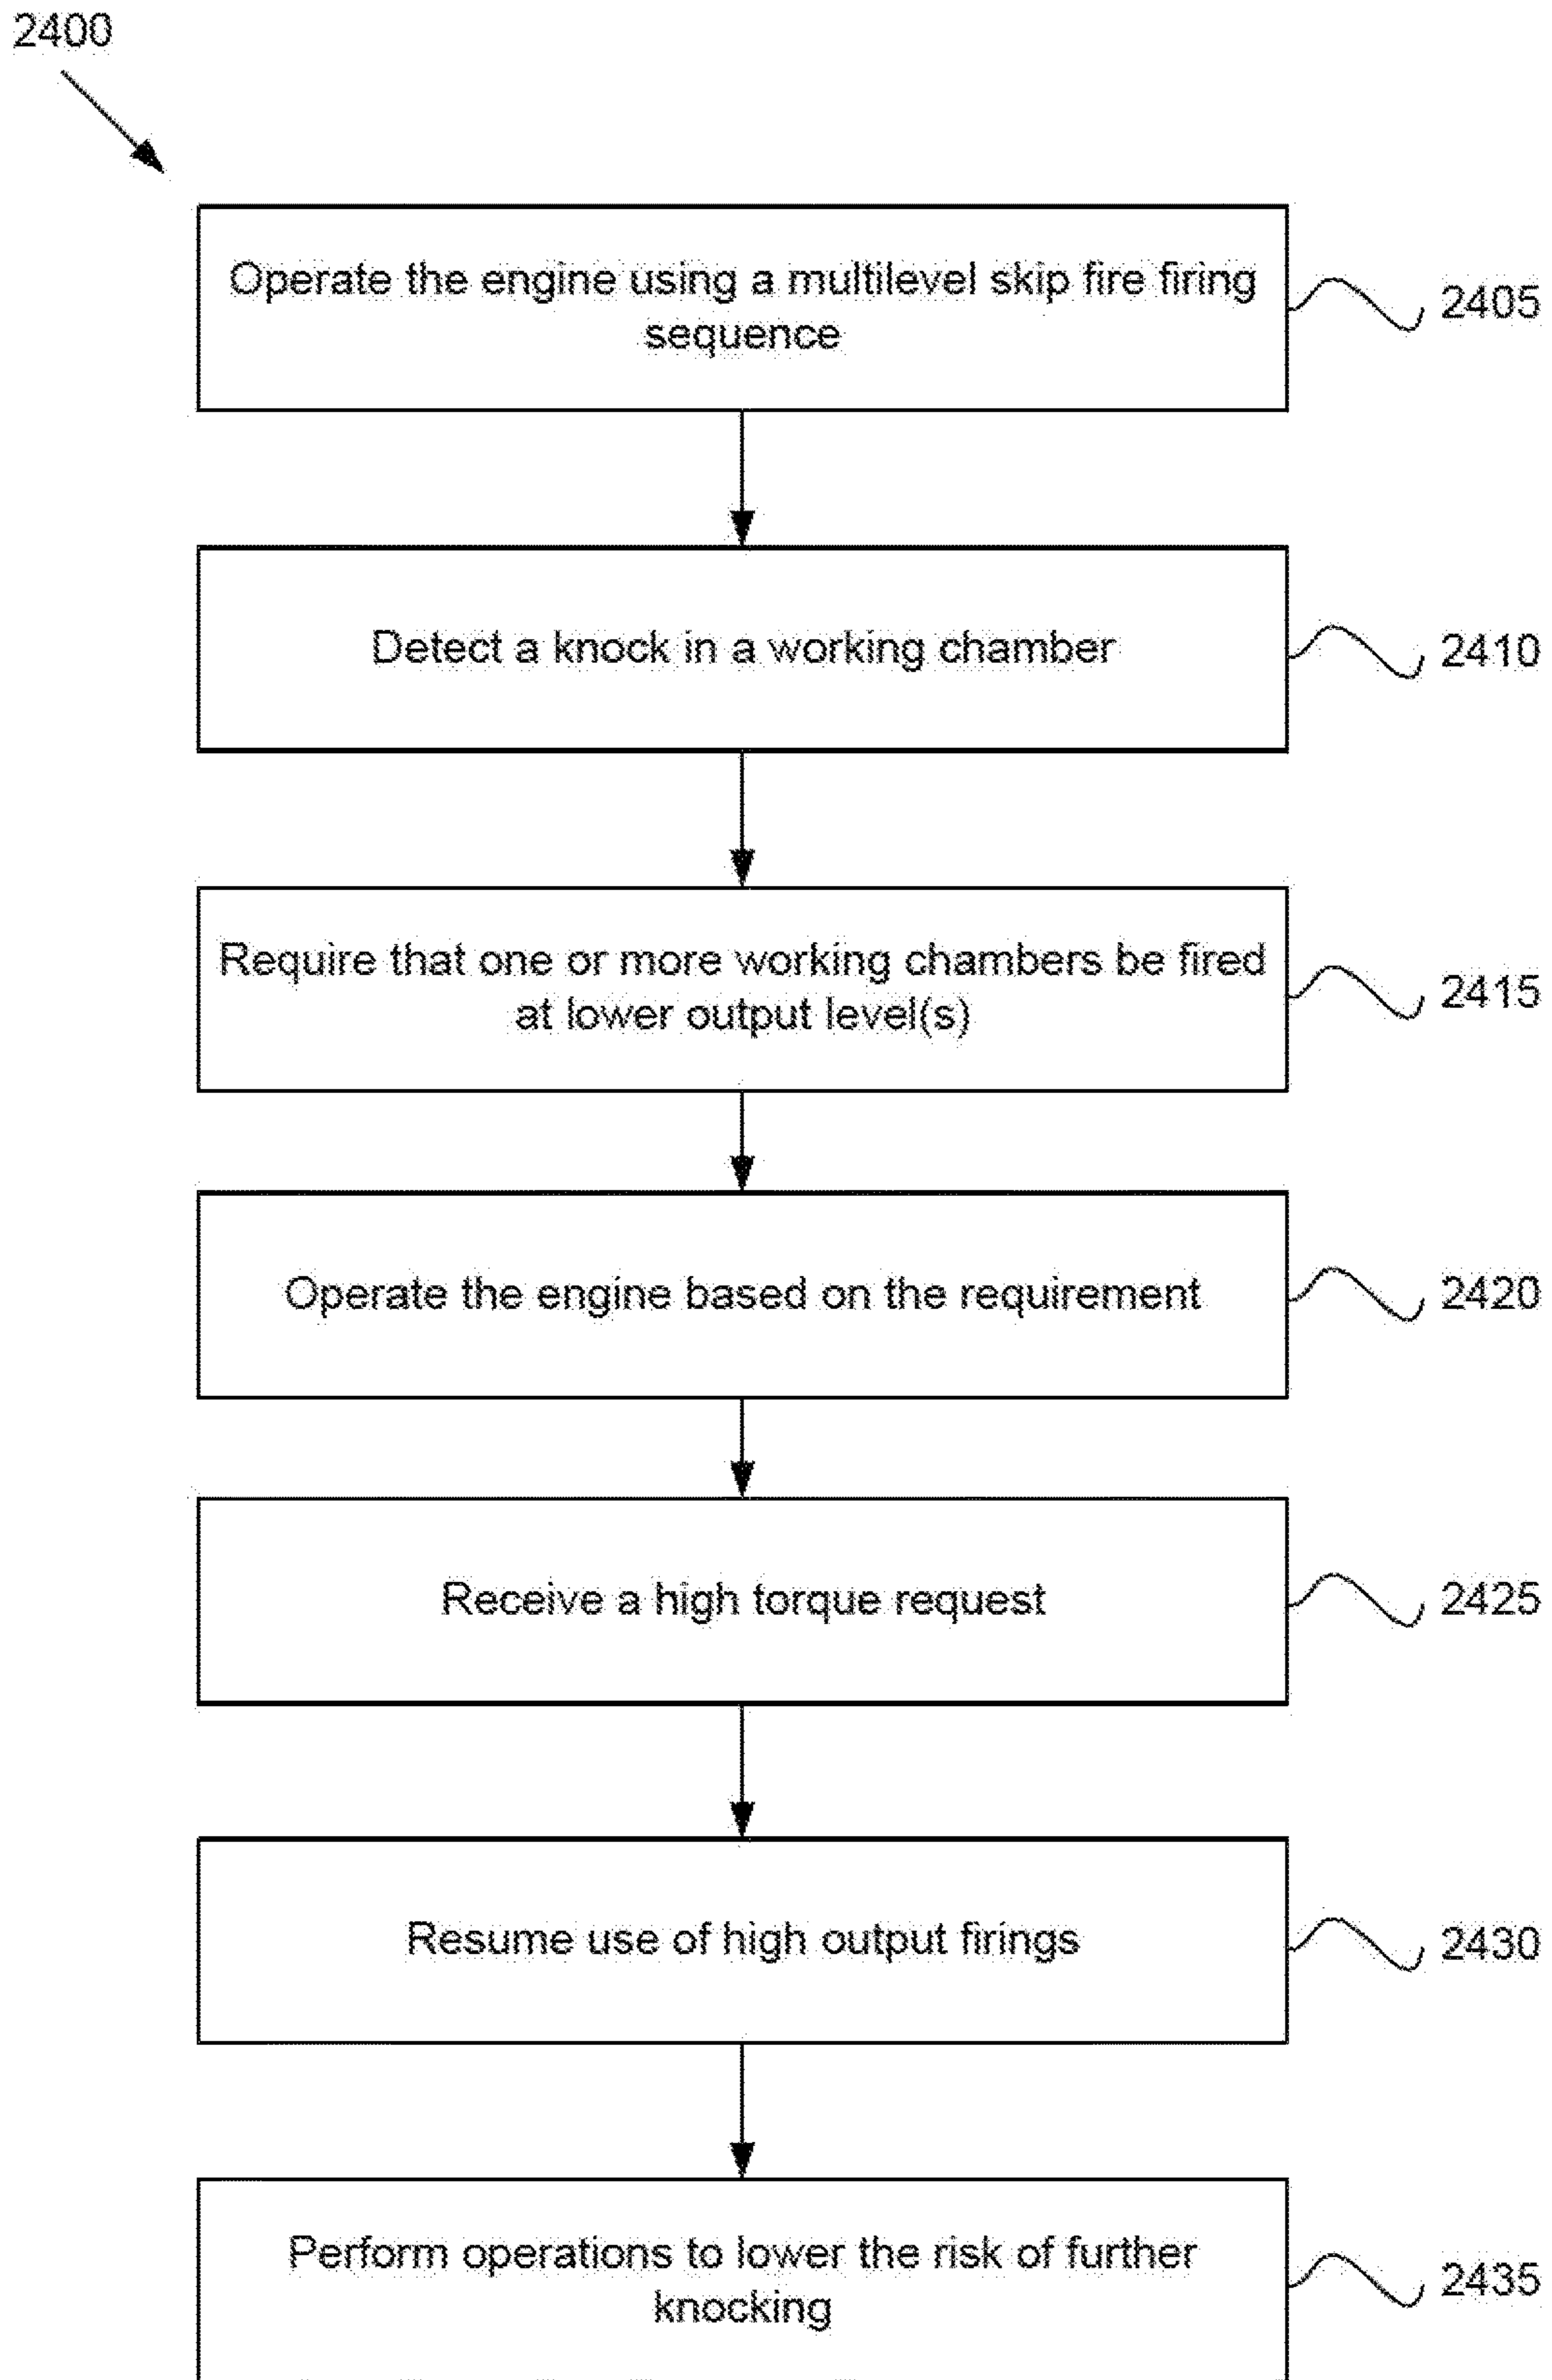 2400
Operate the engine using a multilevel skip fire firing
sequence
2405
Detect a knock in a working chamber
2410
Require that one or more working chambers be fired
at lower output level(s)
2415
Operate the engine based on the requirement
2420
Receive a high torque request
2425
Resume use of high output firings
2430
Perform operations to lower the risk of further
knocking
2435